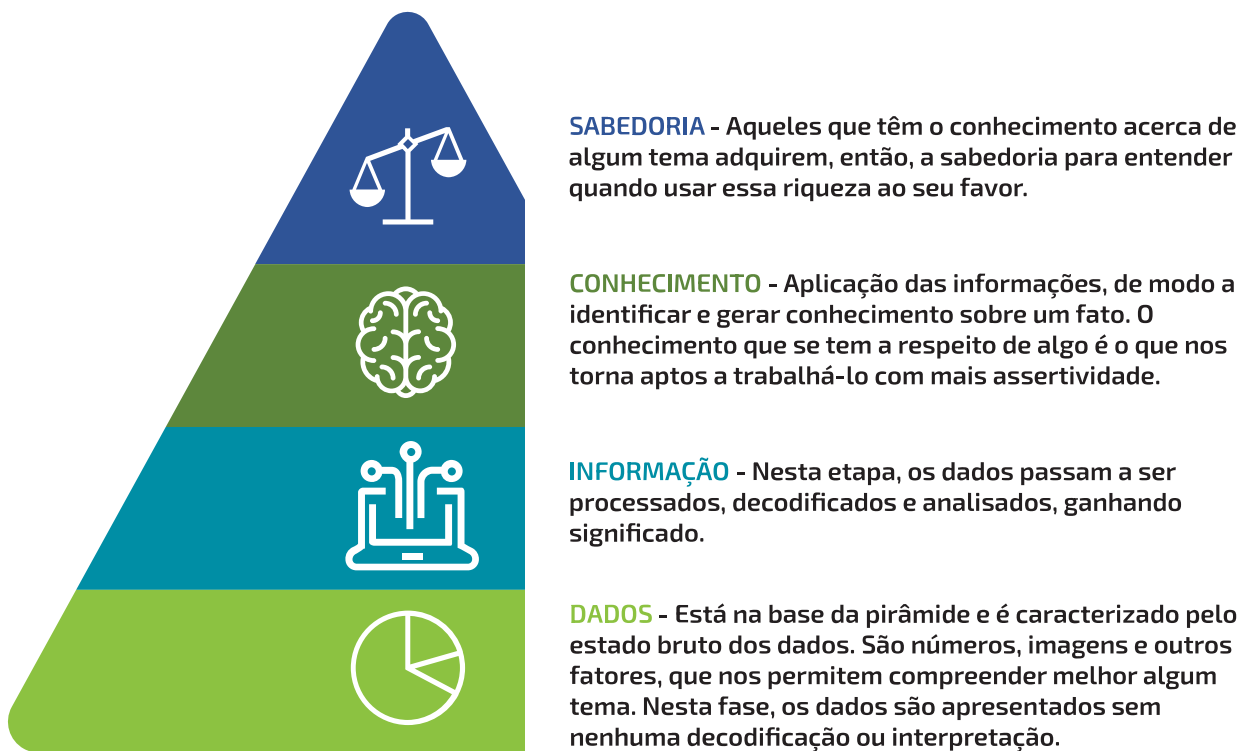 SABEDORIA - Aqueles que têm o conhecimento acerca de
algum tema adquirem, então, a sabedoria para entender
quando usar essa riqueza ao seu favor.
CONHECIMENTO - Aplicação das informações, de modo a
identificar e gerar conhecimento sobre um fato. O
conhecimento que se tem a respeito de algo é o que nos
torna aptos a trabalhá-lo com mais assertividade.
INFORMAÇÃO - Nesta etapa, os dados passam a ser
processados, decodificados e analisados, ganhando
significado.
DADOS - Está na base da pirâmide e é caracterizado pelo
estado bruto dos dados. São números, imagens e outros
fatores, que nos permitem compreender melhor algum
tema. Nesta fase, os dados são apresentados sem
nenhuma decodificação ou interpretação.